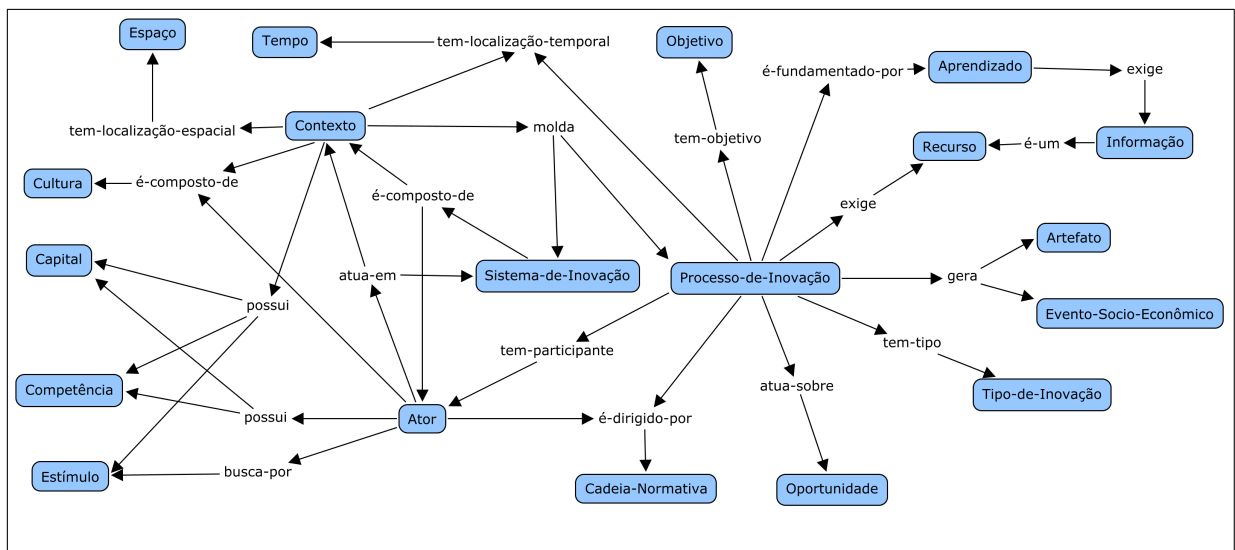 Espaço
Tempo
tem-localização-temporal
Objetivo
é-fundamentado-por
Aprendizado
exige
tem-localização-espacial
Contexto
molda
tem-objetivo
Recurso
é-um
Informação
Cultura
é-composto-de
é-composto-de
exige
Artefato
Capital
atua-em
Sistema-de-Inovação
Processo-de-Inovação
gera
possui
Evento-Socio-Econômico
tem-participante
tem-tipo
Competência
atua-sobre
Tipo-de-Inovação
possui
Ator
é-dirigido-por
Estímulo
busca-por
Cadeia-Normativa
Oportunidade